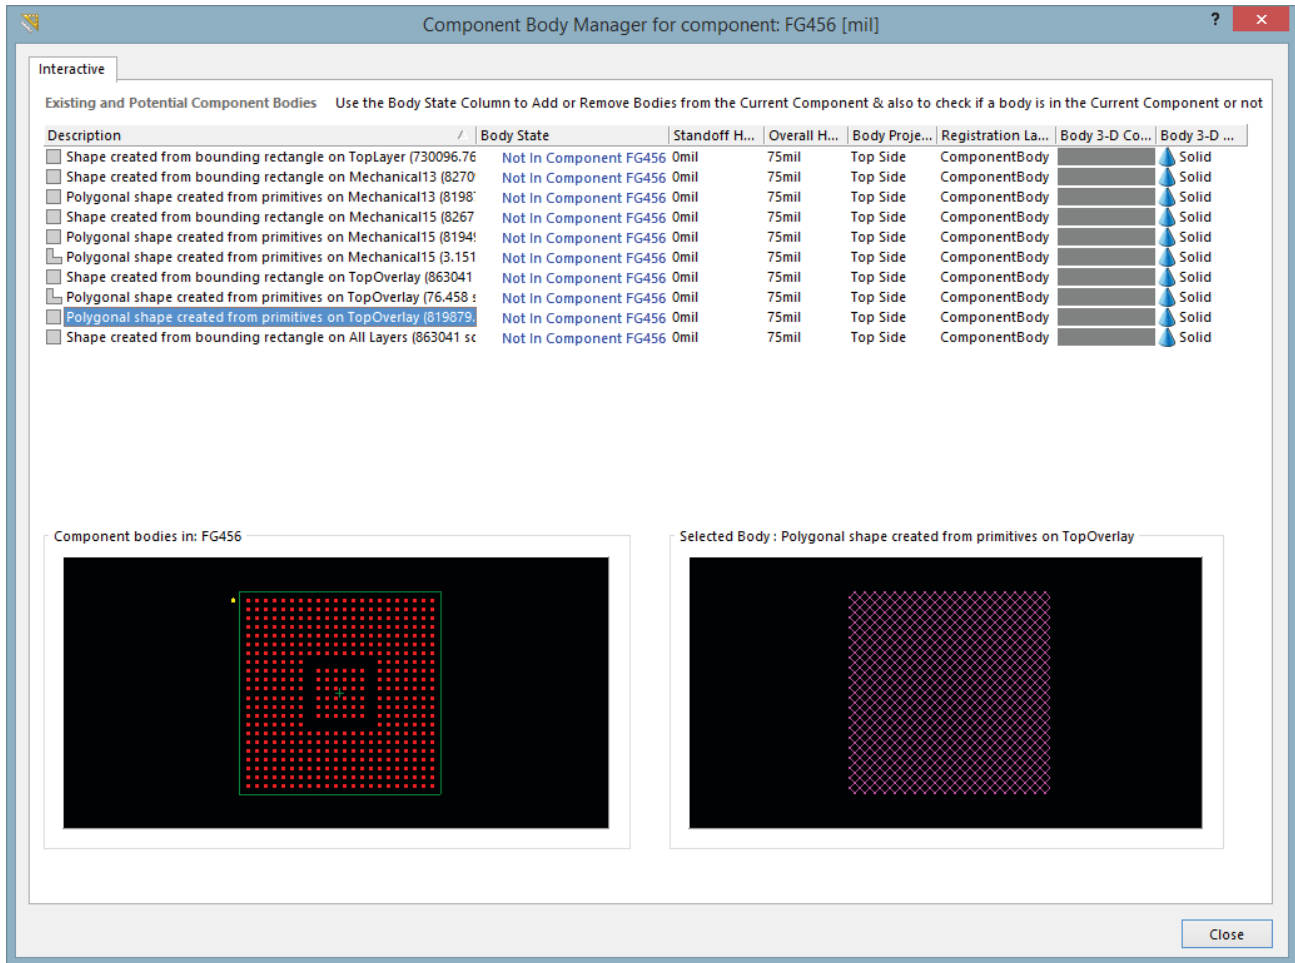 Component Body Manager for component: FG456 [mil]
?
Interactive
Existing and Potential Component Bodies Use the Body State Column to Add or Remove Bodies from the Current Component & also to check if a body is in the Current Component or not
Description Body State Standoff H... Overall H... Body Proje... Registration La... Body 3-D Co... Body 3-D ...
Shape created from bounding rectangle on TopLayer (730096.76 Not In Component FG456 0mil 75mil Top Side ComponentBody Solid
Shape created from bounding rectangle on Mechanical13 (8270 Not In Component FG456 0mil 75mil Top Side ComponentBody Solid
Polygonal shape created from primitives on Mechanical13 (8198 Not In Component FG456 0mil 75mil Top Side ComponentBody Solid
Shape created from bounding rectangle on Mechanical15 (8267 Not In Component FG456 0mil 75mil Top Side ComponentBody Solid
Polygonal shape created from primitives on Mechanical15 (8194 Not In Component FG456 0mil 75mil Top Side ComponentBody Solid
Polygonal shape created from primitives on Mechanical15 (3.151 Not In Component FG456 0mil 75mil Top Side ComponentBody Solid
Shape created from bounding rectangle on TopOverlay (863041 Not In Component FG456 0mil 75mil Top Side ComponentBody Solid
Polygonal shape created from primitives on TopOverlay (76.458 s Not In Component FG456 0mil 75mil Top Side ComponentBody Solid
Polygonal shape created from primitives on TopOverlay (819879. Not In Component FG456 0mil 75mil Top Side ComponentBody Solid
Shape created from bounding rectangle on All Layers (863041 sc Not In Component FG456 0mil 75mil Top Side ComponentBody Solid
Component bodies in: FG456
Selected Body : Polygonal shape created from primitives on TopOverlay
Close